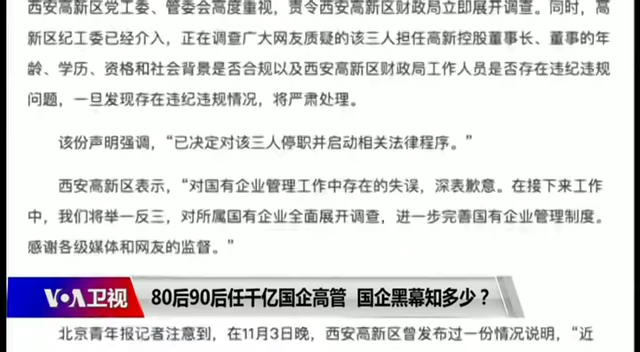 西安高新区党工委、管委会高度重视，责令西安高新区财政局立即展开调查。同时，高
新区纪工委已经介入，正在调查广大网友质疑的该三人担任高新控股董事长、董事的年
龄、学历、资格和社会背景是否合规以及西安高新区财政局工作人员是否存在违纪违规
问题，一旦发现存在违纪违规情况，将严肃处理。
该份声明强调，“已决定对该三人停职并启动相关法律程序。”
西安高新区表示，“对国有企业管理工作中存在的失误，深表歉意。在接下来工作
中，我们将举一反三，对所属国有企业全面展开调查，进一步完善国有企业管理制度。
感谢各级媒体和网友的监督。”
VOA卫视 80后90后任千亿国企高管 国企黑幕知多少？
北京青年报记者注意到，在11月3日晚，西安高新区曾发布过一份情况说明，“近